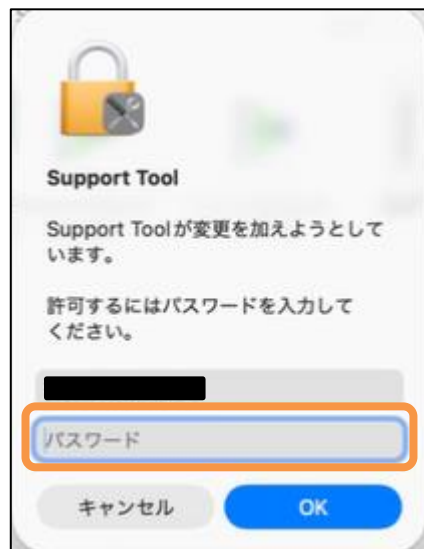 Support Tool
Support Toolが変更を加えようとして
います。
許可するにはパスワードを入力して
ください。
パスワード
キャンセル
OK